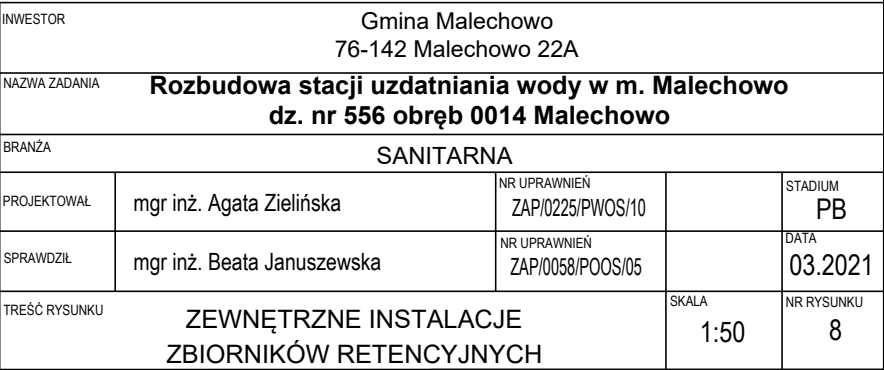 INWESTOR
Gmina Malechowo
76-142 Malechowo 22A
NAZWA ZADANIA
Rozbudowa stacji uzdatniania wody w m. Malechowo
dz. nr 556 obręb 0014 Malechowo
BRANŻA
SANITARNA
PROJEKTOWAŁ
mgr inż. Agata Zielińska
NR UPRAWNIEŃ
ZAP/0225/PWOS/10
STADIUM
PB
SPRAWDZIŁ
mgr inż. Beata Januszewska
NR UPRAWNIEŃ
ZAP/0058/POOS/05
DATA
03.2021
TREŚĆ RYSUNKU
ZEWNĘTRZNE INSTALACJE
ZBIORNIKÓW RETENCYJNYCH
SKALA
1:50
NR RYSUNKU
8